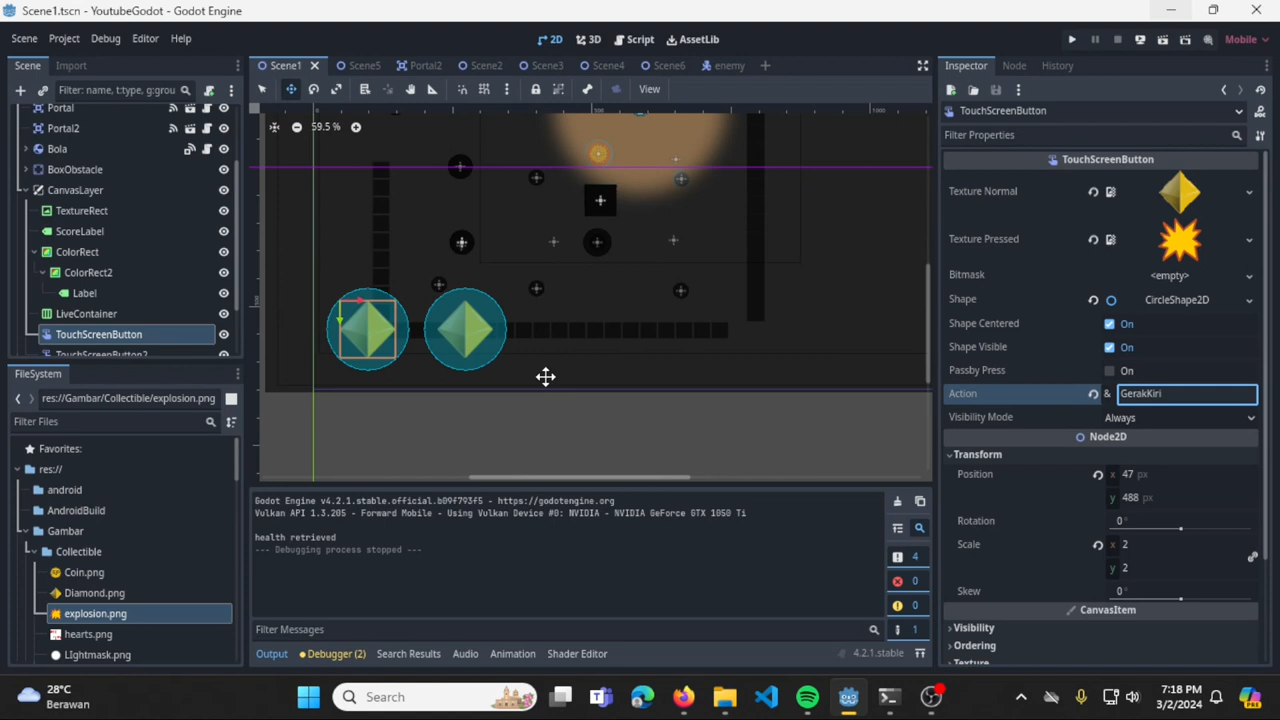 Scene1.tscn - YoutubeGodot - Godot Engine
Scene Project Debug Editor Help
2D 3D Script AssetLib
Mobile
Scene Import
Scene1 Scene5 Portal2 Scene2 Scene3 Scene4 Scene6 enemy
Inspector Node History
Filter: name, t:type, g:grou
View
Portal
Portal2
Bola
BoxObstacle
CanvasLayer
TextureRect
ScoreLabel
ColorRect
ColorRect2
Label
LiveContainer
TouchScreenButton
TouchScreenButton2
0 500 1000
59.5 %
500
FileSystem
res://Gambar/Collectible/explosion.png
Filter Files
Favorites:
res://
android
AndroidBuild
Gambar
Collectible
Coin.png
Diamond.png
explosion.png
hearts.png
LIghtmask.png
Godot Engine v4.2.1.stable.official.b09f793f5 - https://godotengine.org
Vulkan API 1.3.205 - Forward Mobile - Using Vulkan Device #0: NVIDIA - NVIDIA GeForce GTX 1050 Ti
health retrieved
--- Debugging process stopped ---
4
0
0
1
Filter Messages
Output Debugger (2) Search Results Audio Animation Shader Editor 4.2.1.stable
TouchScreenButton
Filter Properties
TouchScreenButton
Texture Normal
Texture Pressed
Bitmask <empty>
Shape CircleShape2D
Shape Centered On
Shape Visible On
Passby Press On
Action & GerakKiri
Visibility Mode Always
Node2D
Transform
Position x 47 px
y 488 px
Rotation 0 °
Scale x 2
y 2
Skew 0 °
CanvasItem
Visibility
Ordering
Texture
28°C
Berawan
Search
7:18 PM
3/2/2024
PRE